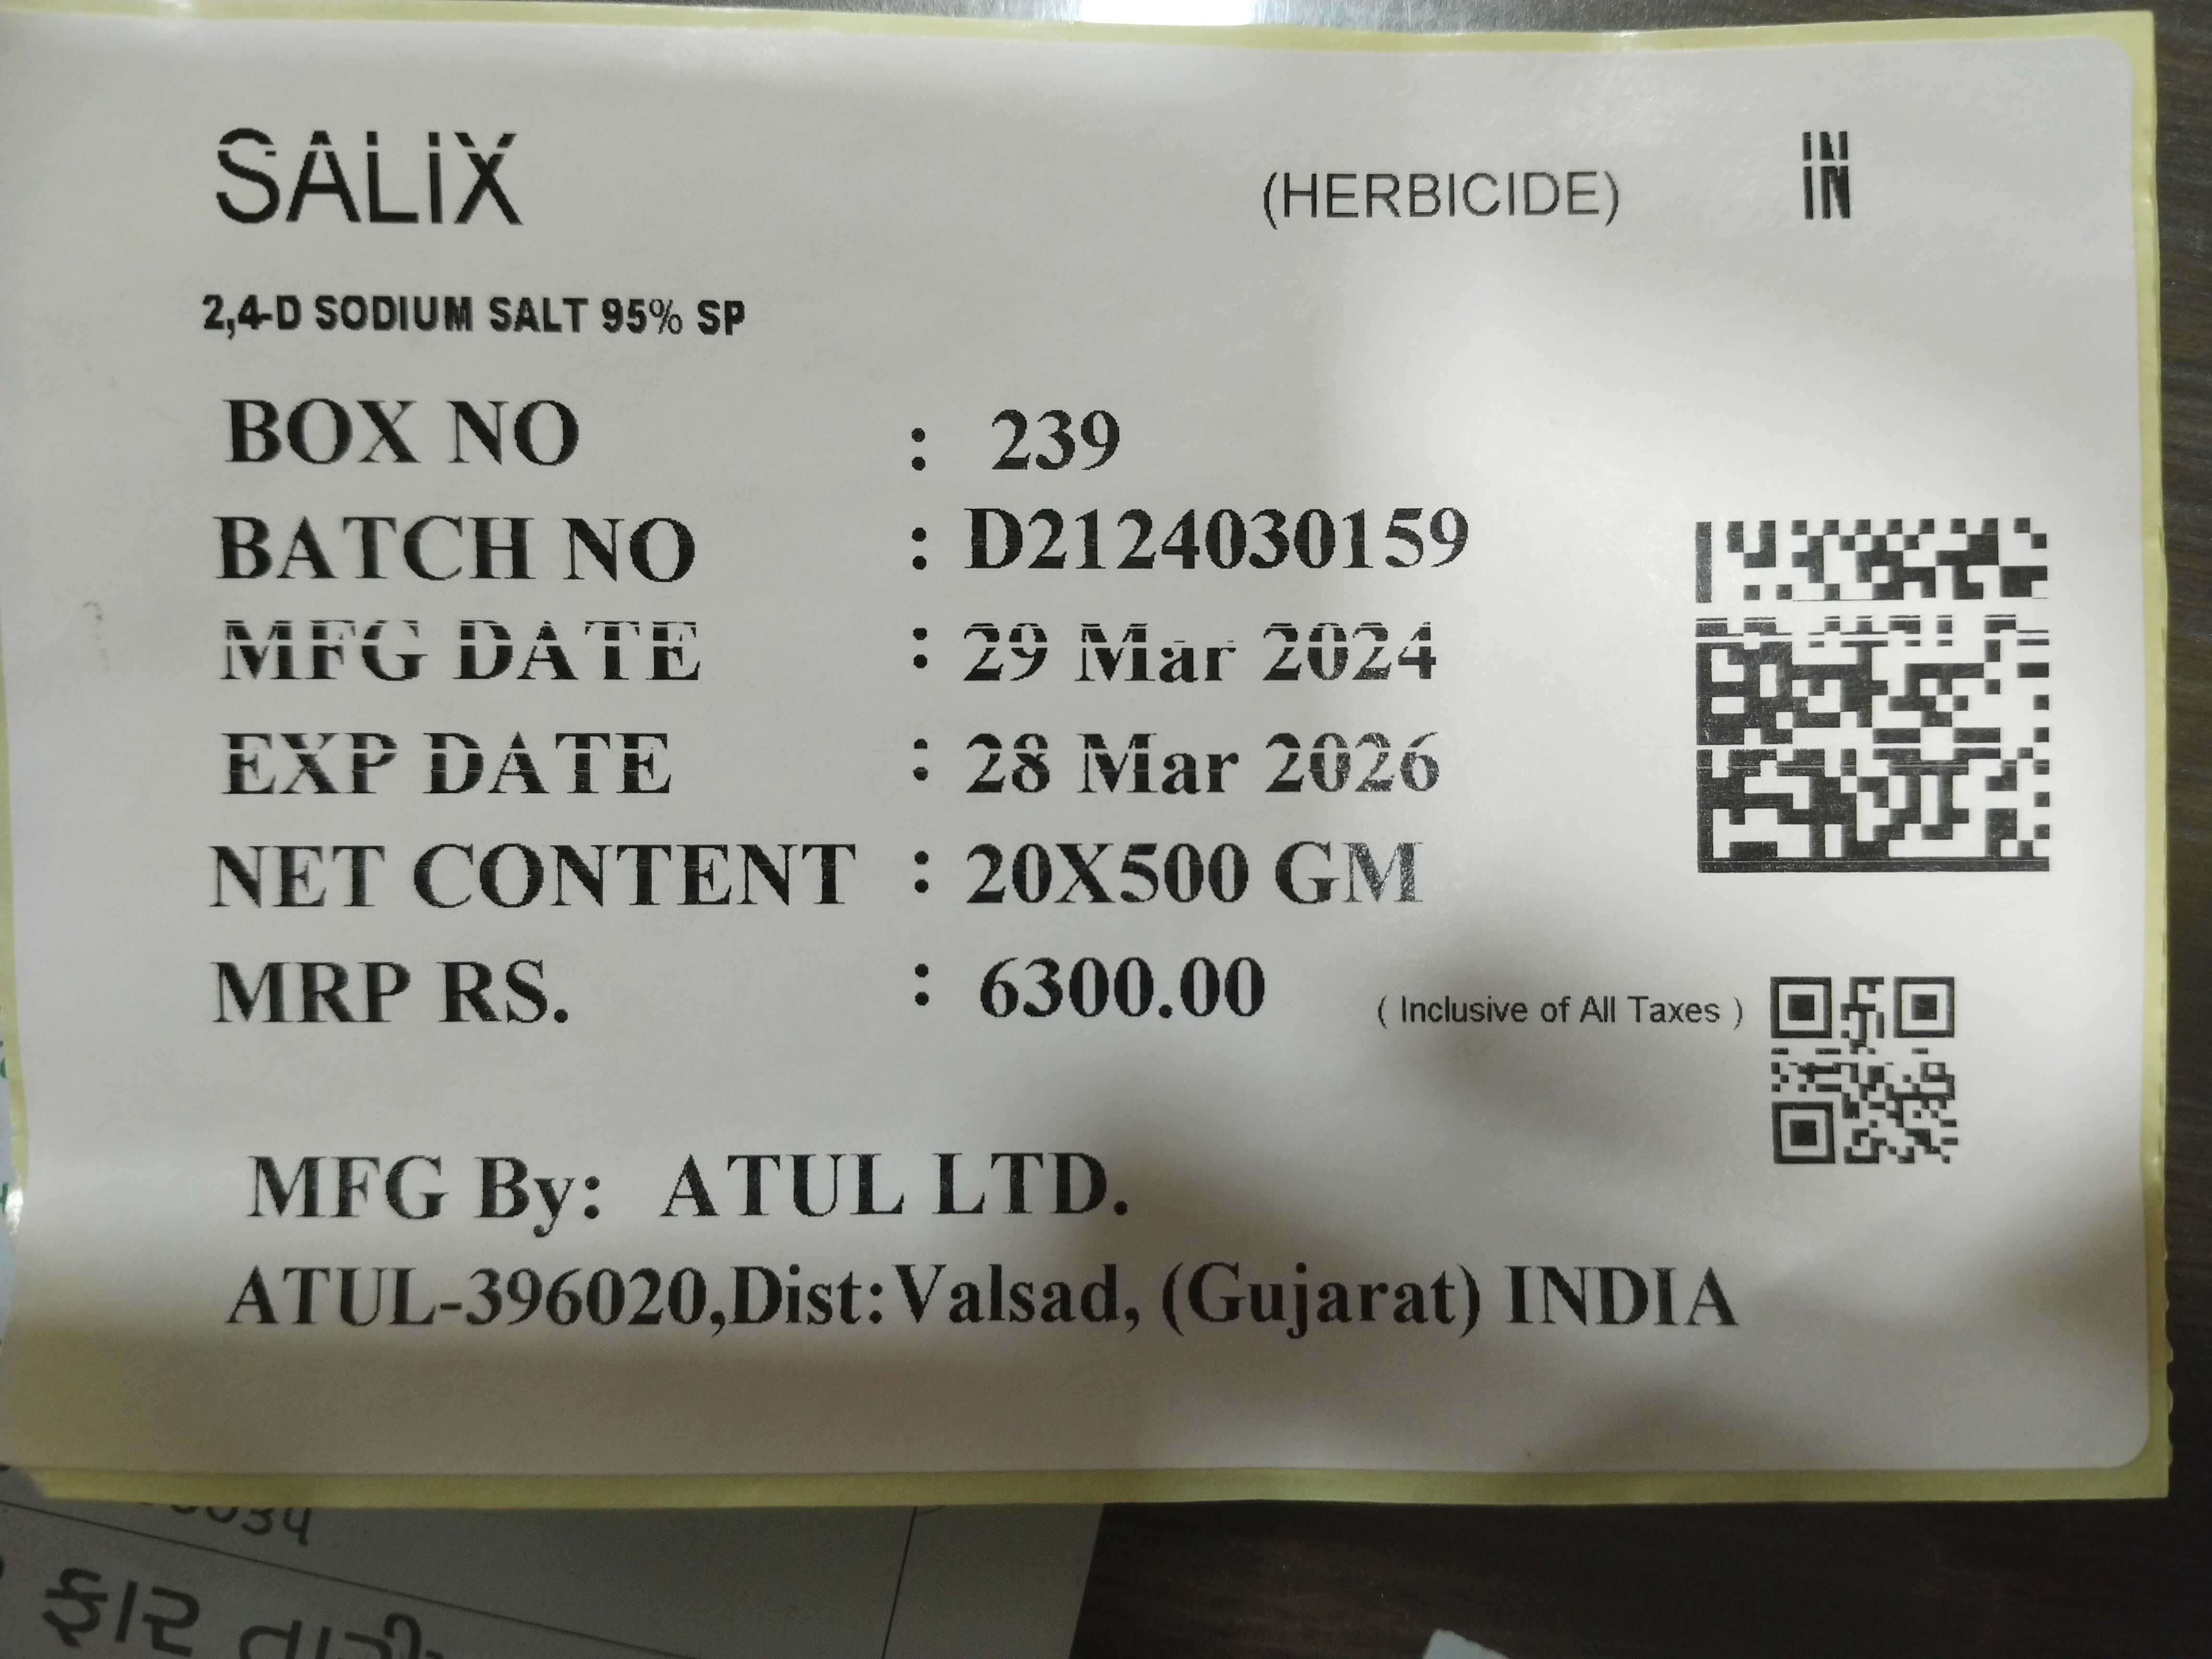 SALiX (HERBICIDE) IN
2,4-D SODIUM SALT 95% SP
BOX NO : 239
BATCH NO : D2124030159
MFG DATE : 29 Mar 2024
EXP DATE : 28 Mar 2026
NET CONTENT : 20X500 GM
MRP RS. : 6300.00 ( Inclusive of All Taxes )
MFG By: ATUL LTD.
ATUL-396020,Dist:Valsad, (Gujarat) INDIA
ફાર